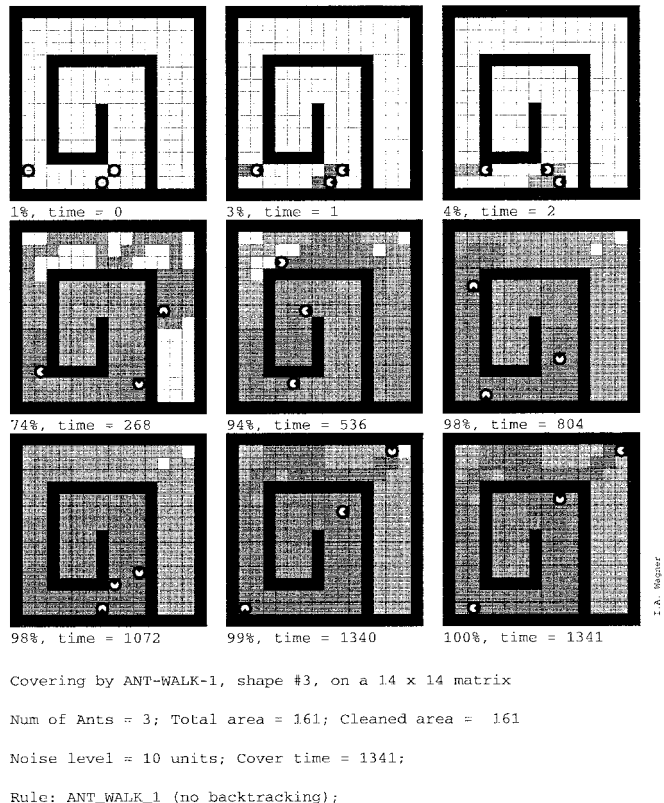 1%, time = 0
3%, time = 1
4%, time = 2
74%, time = 268
94%, time = 536
98%, time = 804
98%, time = 1072
99%, time = 1340
100%, time = 1341
I.A. Wagner
Covering by ANT-WALK-1, shape #3, on a 14 x 14 matrix
Num of Ants = 3; Total area = 161; Cleaned area = 161
Noise level = 10 units; Cover time = 1341;
Rule: ANT_WALK_1 (no backtracking);